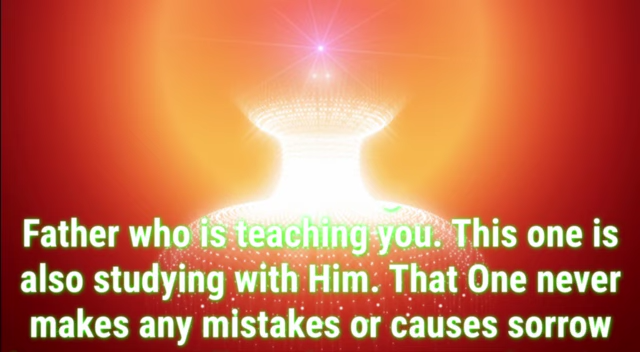 Father who is teaching you. This one is
also studying with Him. That One never
makes any mistakes or causes sorrow